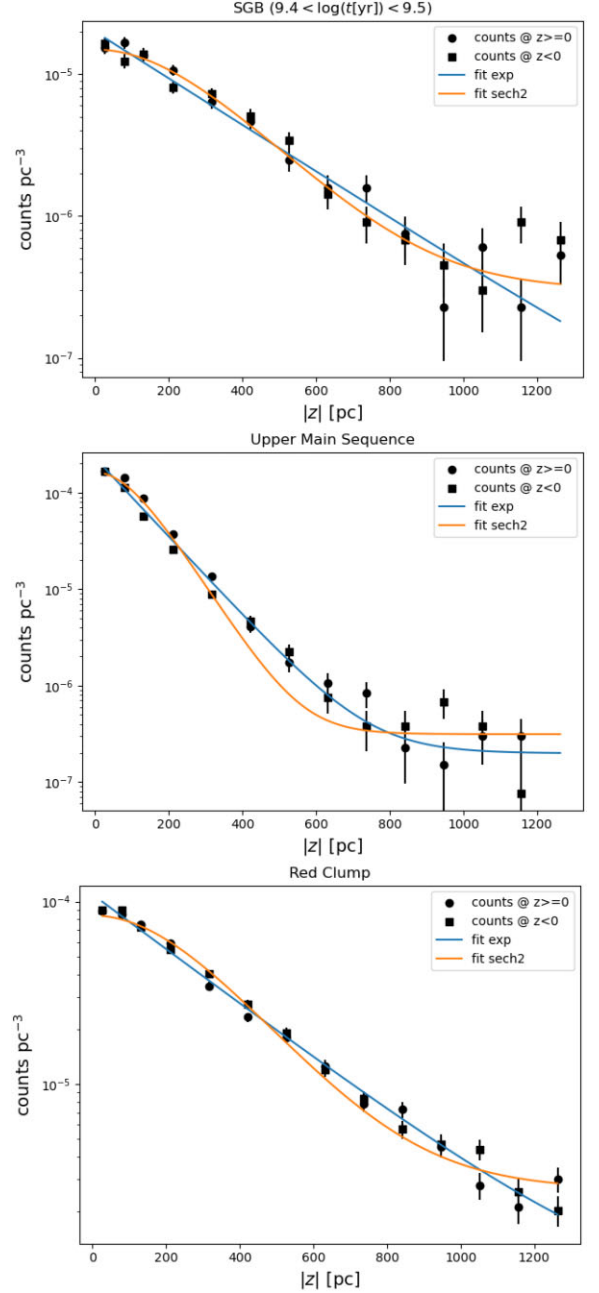 SGB (9.4 < log(t[yr]) < 9.5)
counts @ z>=0
counts @ z<0
fit exp
fit sech2
10⁻⁵
10⁻⁶
10⁻⁷
counts pc⁻³
0 200 400 600 800 1000 1200
|z| [pc]
Upper Main Sequence
counts @ z>=0
counts @ z<0
fit exp
fit sech2
10⁻⁴
10⁻⁵
10⁻⁶
10⁻⁷
counts pc⁻³
0 200 400 600 800 1000 1200
|z| [pc]
Red Clump
counts @ z>=0
counts @ z<0
fit exp
fit sech2
10⁻⁴
10⁻⁵
counts pc⁻³
0 200 400 600 800 1000 1200
|z| [pc]